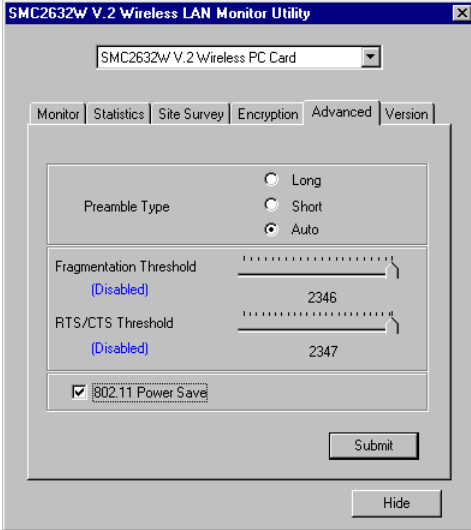 SMC2632W V.2 Wireless LAN Monitor Utility
SMC2632W V.2 Wireless PC Card
Monitor Statistics Site Survey Encryption Advanced Version
Preamble Type
Long
Short
Auto
Fragmentation Threshold
(Disabled)
2346
RTS/CTS Threshold
(Disabled)
2347
802.11 Power Save
Submit
Hide